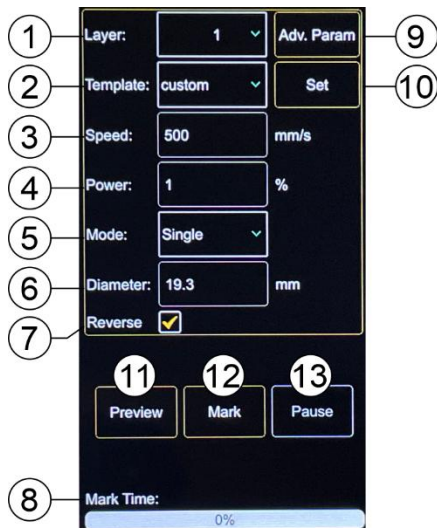 1 Layer: 1 Adv. Param 9
2 Template: custom Set 10
3 Speed: 500 mm/s
4 Power: 1 %
5 Mode: Single
6 Diameter: 19.3 mm
7 Reverse
11 12 13
Preview Mark Pause
8 Mark Time:
0%